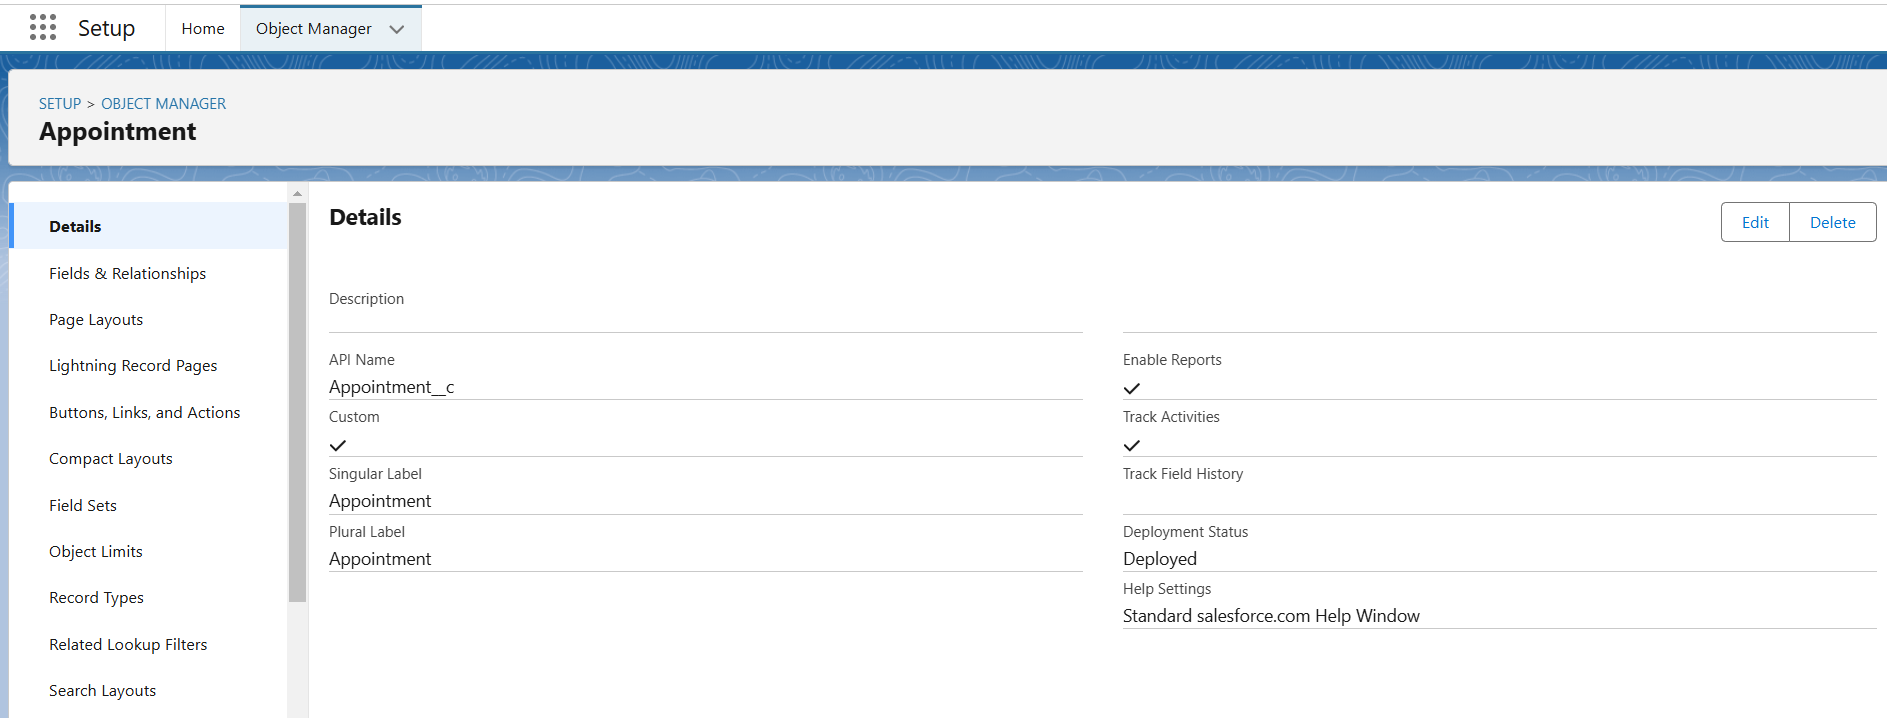 Setup
Home
Object Manager
SETUP > OBJECT MANAGER
Appointment
Details
Fields & Relationships
Page Layouts
Lightning Record Pages
Buttons, Links, and Actions
Compact Layouts
Field Sets
Object Limits
Record Types
Related Lookup Filters
Search Layouts
Details
Edit
Delete
Description
API Name
Appointment__c
Custom
Singular Label
Appointment
Plural Label
Appointment
Enable Reports
Track Activities
Track Field History
Deployment Status
Deployed
Help Settings
Standard salesforce.com Help Window